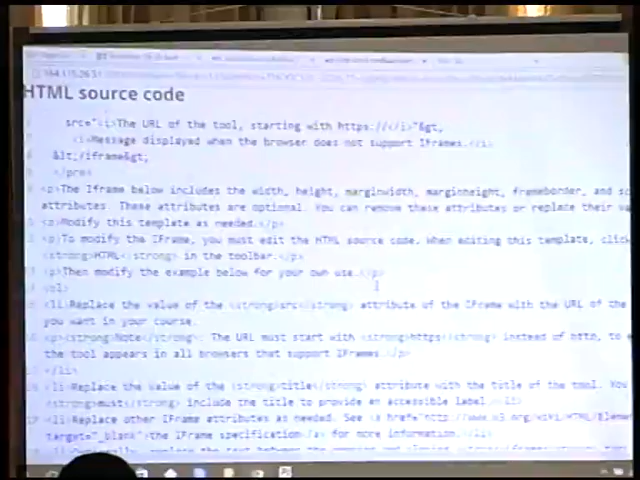 HTML source code
src="<i>The URL of the tool, starting with https://</i>"&gt;
<i>Message displayed when the browser does not support Iframes.</i>
&lt;/iframe&gt;
</pre>
<p>The Iframe below includes the width, height, marginwidth, marginheight, frameborder, and
attributes. These attributes are optional. You can remove these attributes or replace their
<p>Modify this template as needed.</p>
<p>To modify the IFrame, you must edit the HTML source code. When editing this template,
<strong>HTML</strong> in the toolbar.</p>
<p>Then modify the example below for your own use.</p>
<ol>
<li>Replace the value of the <strong>src</strong> attribute of the IFrame with the URL of the
you want in your course.
<p><strong>Note</strong>: The URL must start with <strong>https</strong> instead of http, to
the tool appears in all browsers that support IFrames.</p>
</li>
<li>Replace the value of the <strong>title</strong> attribute with the title of the tool.
<strong>must</strong> include the title to provide an accessible label.</li>
<li>Replace other IFrame attributes as needed. See <a href="http://www.w3.org/wiki/HTML/Elem
target="_blank">the IFrame specification</a> for more information.</li>